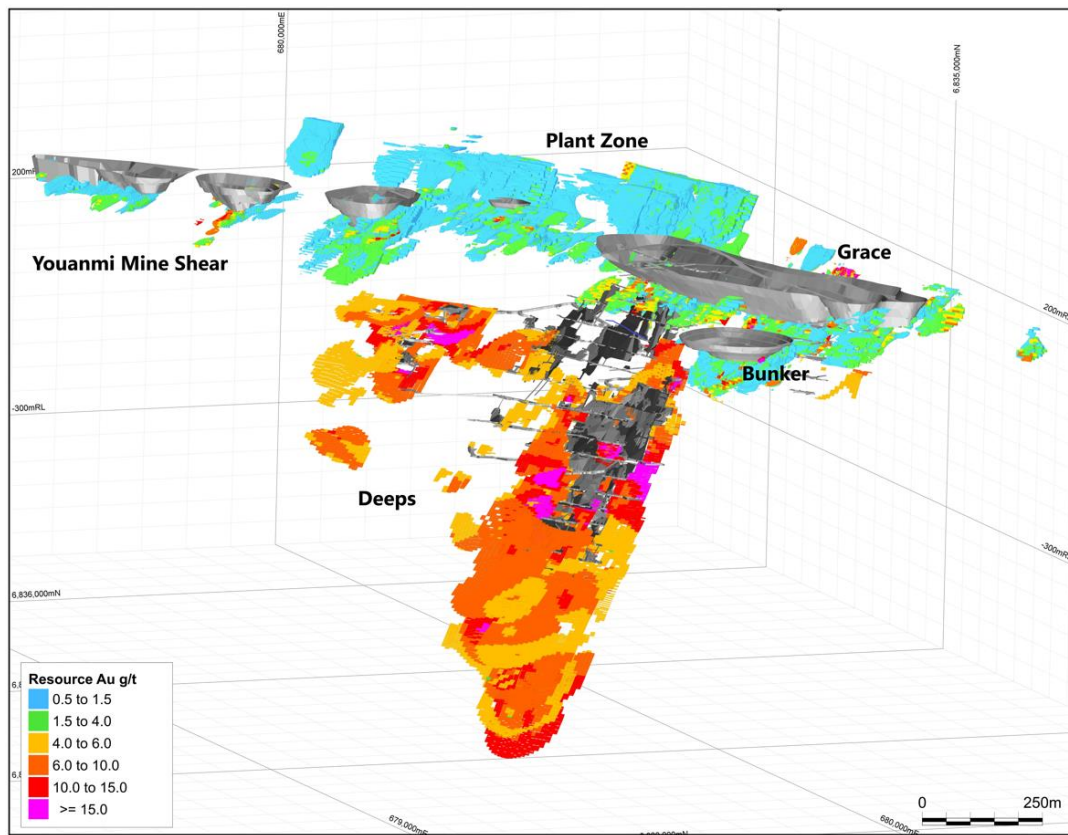 680,000mE
6,835,000mN
Plant Zone
200mRL
Grace
Youanmi Mine Shear
200mRL
Bunker
-300mRL
Deeps
-300mRL
6,836,000mN
Resource Au g/t
0.5 to 1.5
1.5 to 4.0
4.0 to 6.0
6.0 to 10.0
10.0 to 15.0
>= 15.0
0 250m
679,000mE
680,000mE